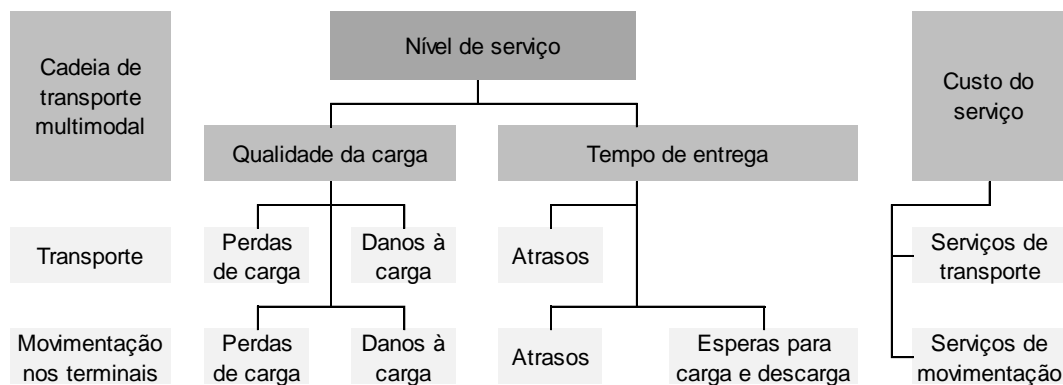 Nível de serviço
Cadeia de
transporte
multimodal
Custo do
serviço
Qualidade da carga
Tempo de entrega
Transporte
Perdas
de carga
Danos à
carga
Atrasos
Serviços de
transporte
Movimentação
nos terminais
Perdas
de carga
Danos à
carga
Atrasos
Esperas para
carga e descarga
Serviços de
movimentação